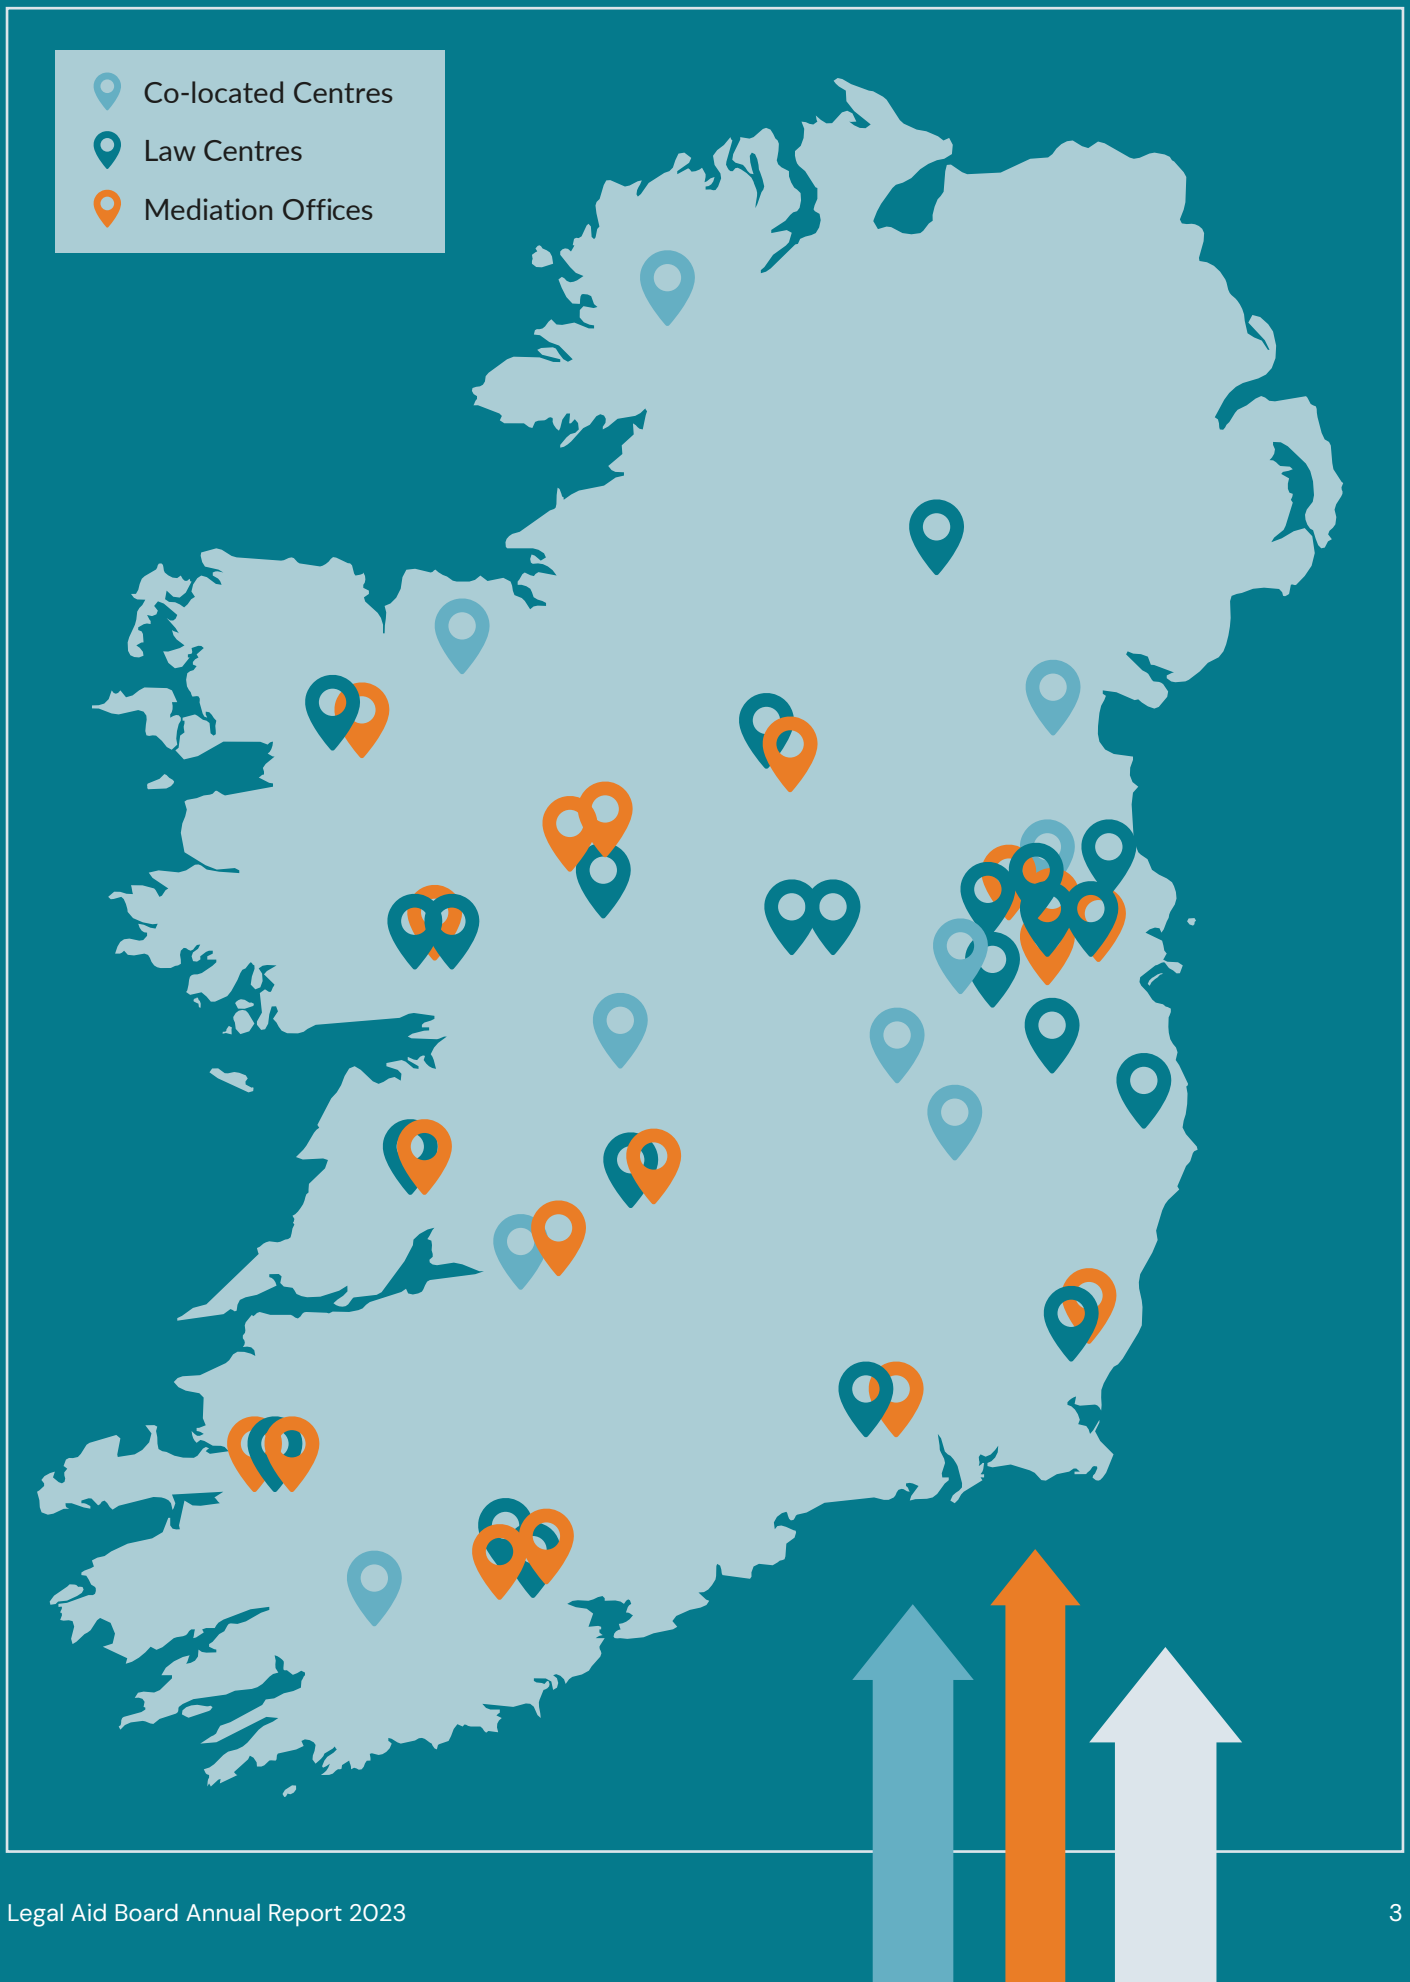 Co-located Centres
Law Centres
Mediation Offices
Legal Aid Board Annual Report 2023
3